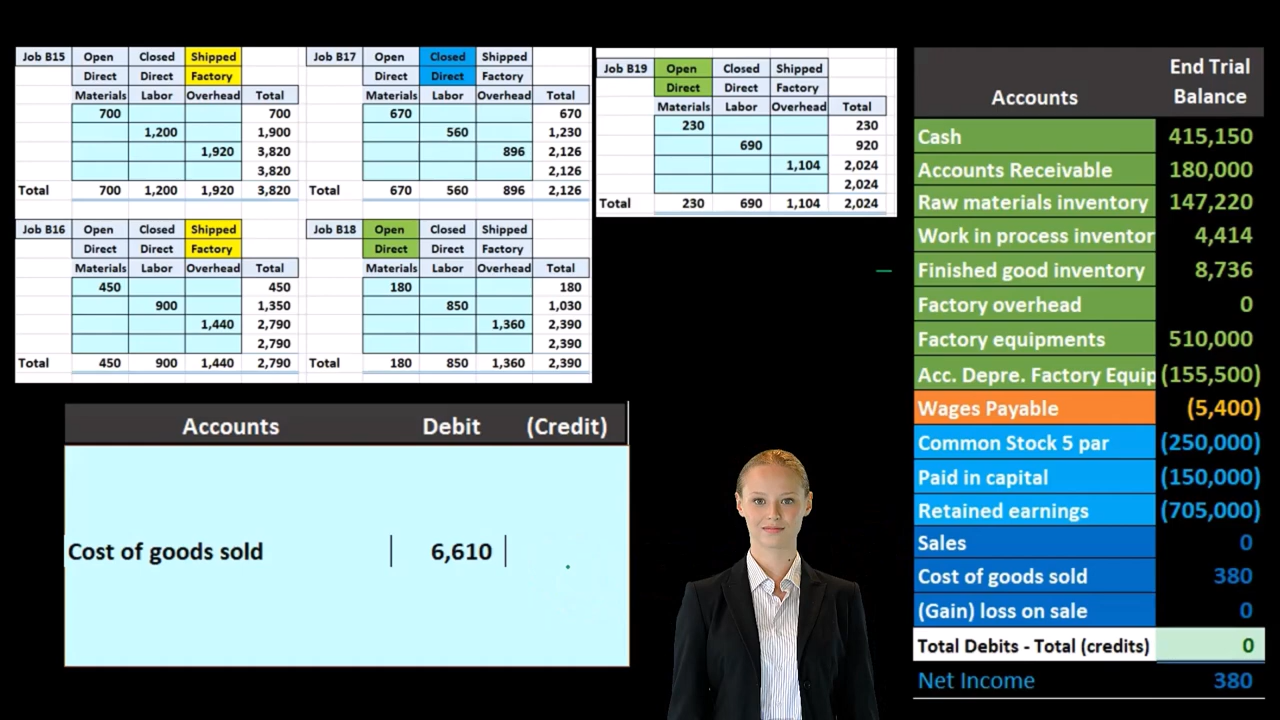 Job B15 Open Closed Shipped
Direct Direct Factory
Materials Labor Overhead Total
700 700
1,200 1,900
1,920 3,820
3,820
Total 700 1,200 1,920 3,820
Job B17 Open Closed Shipped
Direct Direct Factory
Materials Labor Overhead Total
670 670
560 1,230
896 2,126
2,126
Total 670 560 896 2,126
Job B19 Open Closed Shipped
Direct Direct Factory
Materials Labor Overhead Total
230 230
690 920
1,104 2,024
2,024
Total 230 690 1,104 2,024
Job B16 Open Closed Shipped
Direct Direct Factory
Materials Labor Overhead Total
450 450
900 1,350
1,440 2,790
2,790
Total 450 900 1,440 2,790
Job B18 Open Closed Shipped
Direct Direct Factory
Materials Labor Overhead Total
180 180
850 1,030
1,360 2,390
2,390
Total 180 850 1,360 2,390
Accounts Debit (Credit)
Cost of goods sold 6,610
End Trial
Accounts Balance
Cash 415,150
Accounts Receivable 180,000
Raw materials inventory 147,220
Work in process inventor 4,414
Finished good inventory 8,736
Factory overhead 0
Factory equipments 510,000
Acc. Depre. Factory Equip (155,500)
Wages Payable (5,400)
Common Stock 5 par (250,000)
Paid in capital (150,000)
Retained earnings (705,000)
Sales 0
Cost of goods sold 380
(Gain) loss on sale 0
Total Debits - Total (credits) 0
Net Income 380